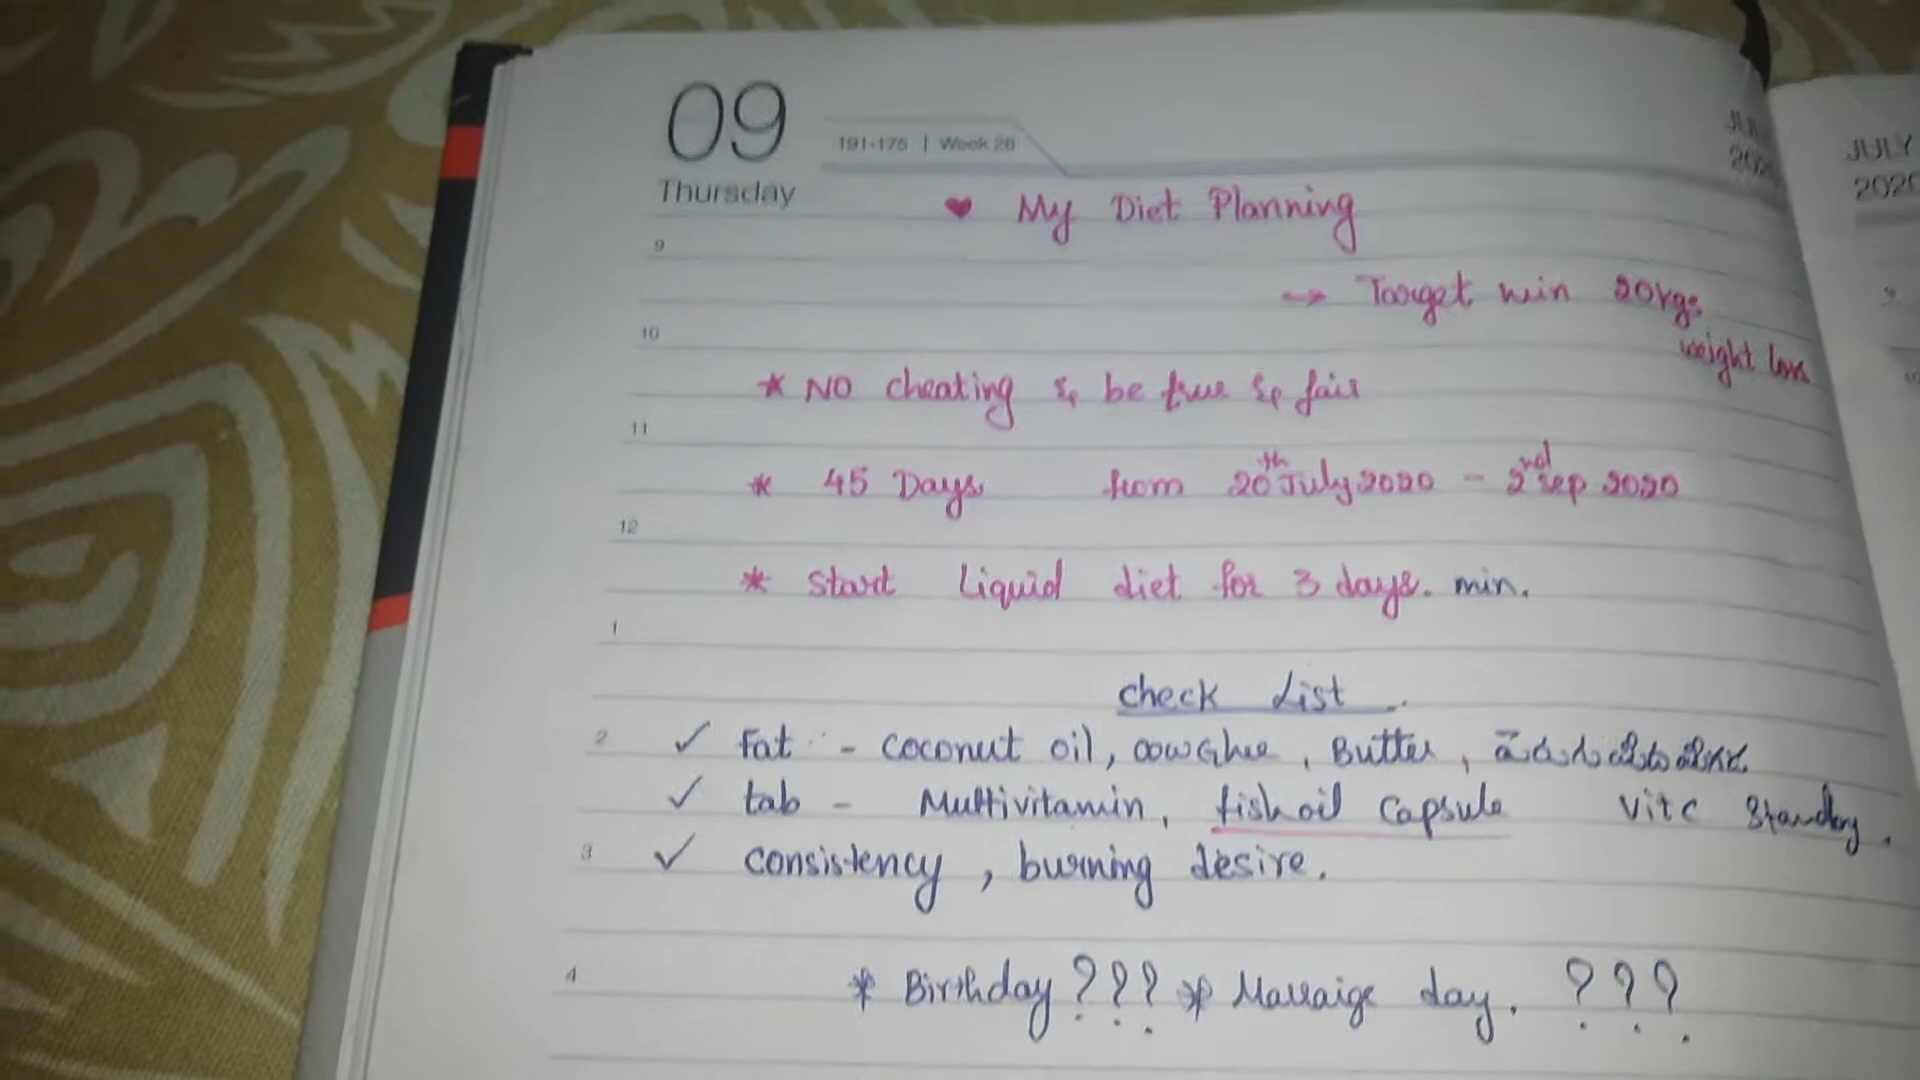 09
191-175 | Week 28
Thursday
JULY
2020
♥ My Diet Planning
→ Target min 20kgs
weight loss
* NO cheating & be true & fair
* 45 Days from 20th July 2020 - 2nd Sep 2020
* Start Liquid diet for 3 days. min.
Check List
✓ Fat - coconut oil, cow Ghee, Butter,
✓ tab - Multivitamin, fish oil capsule Vit C
✓ consistency, burning desire.
* Birthday ??? * Marraige day. ???
9
10
11
12
1
2
3
4